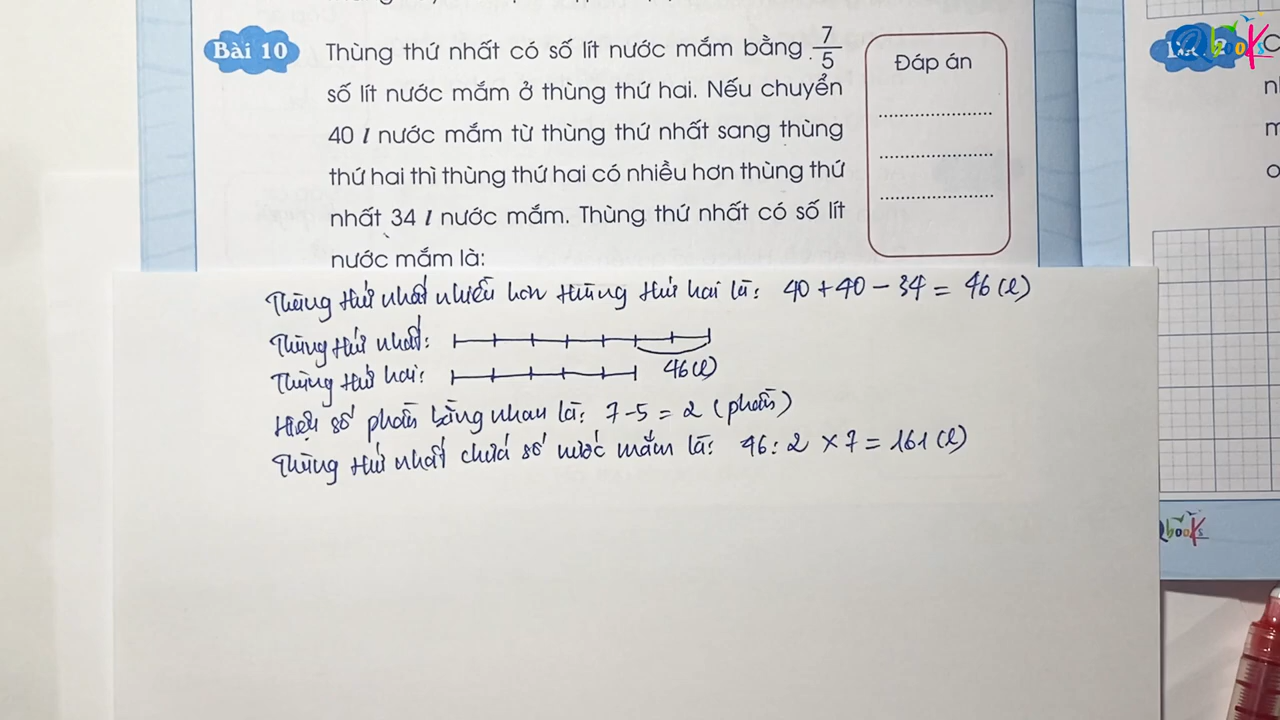 Bài 10
Thùng thứ nhất có số lít nước mắm bằng 7/5
số lít nước mắm ở thùng thứ hai. Nếu chuyển
40 l nước mắm từ thùng thứ nhất sang thùng
thứ hai thì thùng thứ hai có nhiều hơn thùng thứ
nhất 34 l nước mắm. Thùng thứ nhất có số lít
nước mắm là:
Đáp án
Thùng thứ nhất nhiều hơn thùng thứ hai là: 40 + 40 - 34 = 46 (l)
Thùng thứ nhất:
46 (l)
Thùng thứ hai:
Hiệu số phần bằng nhau là: 7 - 5 = 2 (phần)
Thùng thứ nhất chứa số nước mắm là: 46 : 2 x 7 = 161 (l)
books